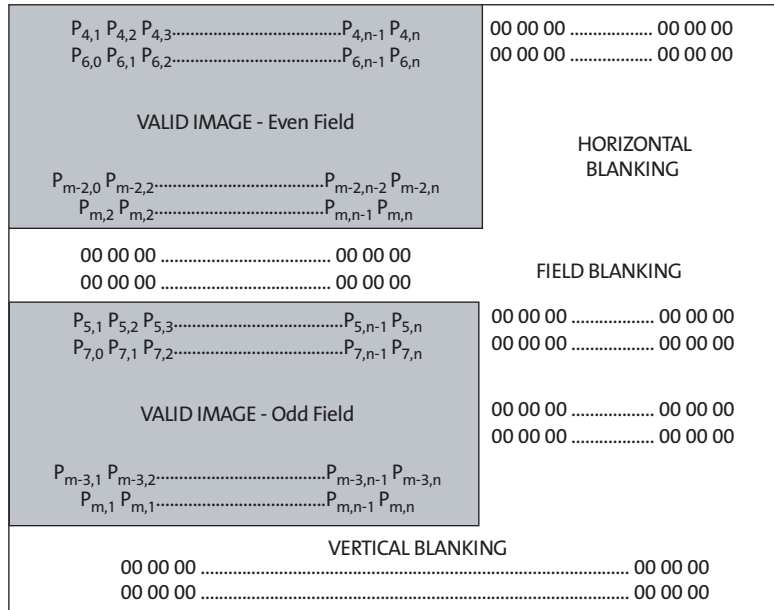 P4,1 P4,2 P4,3..................................................P4,n-1 P4,n 00 00 00 .................. 00 00 00
P6,0 P6,1 P6,2..................................................P6,n-1 P6,n 00 00 00 .................. 00 00 00
VALID IMAGE - Even Field
HORIZONTAL
BLANKING
Pm-2,0 Pm-2,2.....................................Pm-2,n-2 Pm-2,n
Pm,2 Pm,2......................................Pm,n-1 Pm,n
00 00 00 ..................................... 00 00 00
00 00 00 ..................................... 00 00 00
FIELD BLANKING
P5,1 P5,2 P5,3.....................................P5,n-1 P5,n 00 00 00 .................. 00 00 00
P7,0 P7,1 P7,2.....................................P7,n-1 P7,n 00 00 00 .................. 00 00 00
VALID IMAGE - Odd Field
00 00 00 .................. 00 00 00
00 00 00 .................. 00 00 00
Pm-3,1 Pm-3,2.....................................Pm-3,n-1 Pm-3,n
Pm,1 Pm,1......................................Pm,n-1 Pm,n
VERTICAL BLANKING
00 00 00 ............................................................................................. 00 00 00
00 00 00 ............................................................................................. 00 00 00